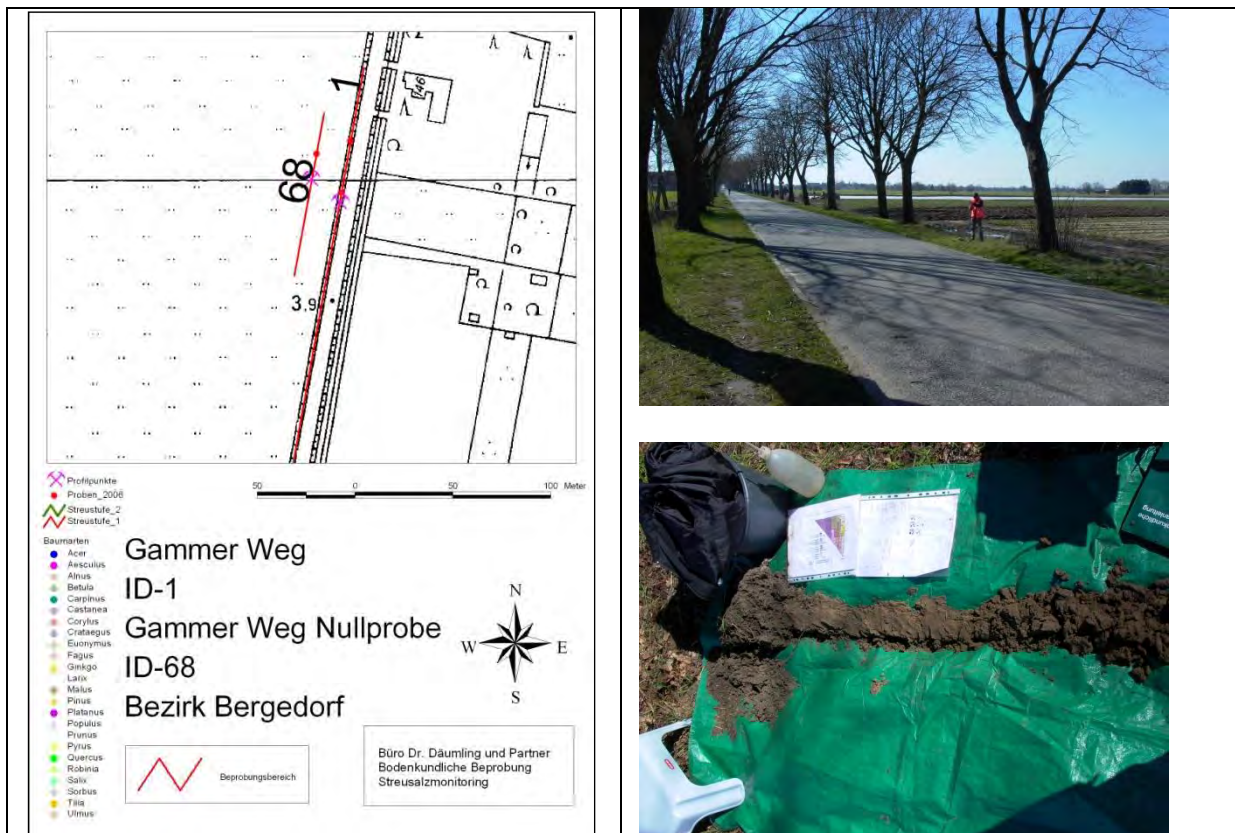 1
146
68
3.9
Profilpunkte
Proben_2006
Streustufe_2
Streustufe_1
50 0 50 100 Meter
Baumarten
Acer
Aesculus
Alnus
Betula
Carpinus
Castanea
Corylus
Crataegus
Euonymus
Fagus
Ginkgo
Larix
Malus
Pinus
Platanus
Populus
Prunus
Pyrus
Quercus
Robinia
Salix
Sorbus
Tilia
Ulmus
Gammer Weg
ID-1
Gammer Weg Nullprobe
ID-68
Bezirk Bergedorf
N
W E
S
Beprobungsbereich
Büro Dr. Däumling und Partner
Bodenkundliche Beprobung
Streusalzmonitoring